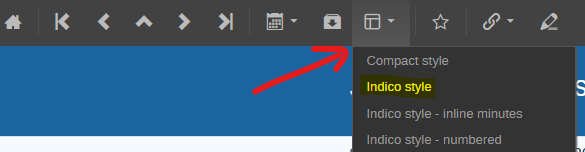 Compact style
Indico style
Indico style - inline minutes
Indico style - numbered